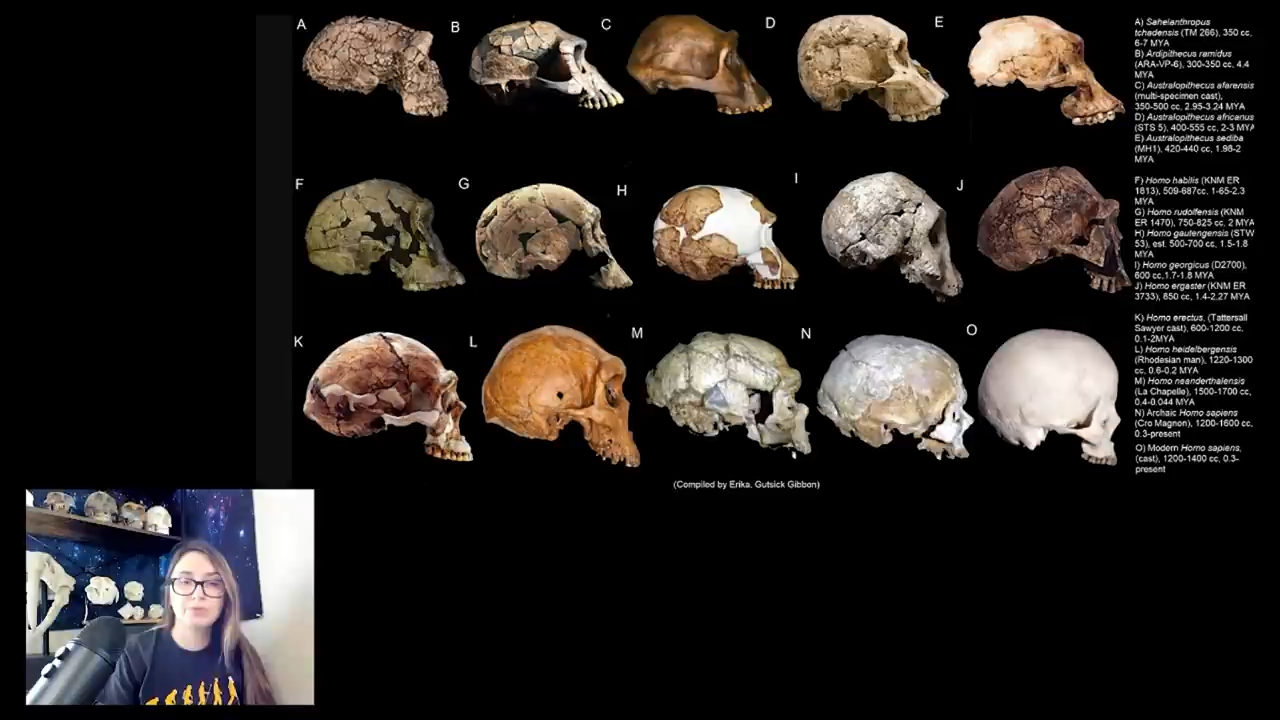 A
B
C
D
E
A) Sahelanthropus
tchadensis (TM 266), 350 cc,
6-7 MYA
B) Ardipithecus ramidus
(ARA-VP-6), 300-350 cc, 4.4
MYA
C) Australopithecus afarensis
(multi-specimen cast),
350-500 cc, 2.95-3.24 MYA
D) Australopithecus africanus
(STS 5), 400-555 cc, 2-3 MYA
E) Australopithecus sediba
(MH1), 420-440 cc, 1.98-2
MYA
F
G
H
I
J
F) Homo habilis (KNM ER
1813), 509-687cc, 1-65-2.3
MYA
G) Homo rudolfensis (KNM
ER 1470), 750-825 cc, 2 MYA
H) Homo gautengensis (STW
53), est. 500-700 cc, 1.5-1.8
MYA
I) Homo georgicus (D2700),
600 cc,1.7-1.8 MYA
J) Homo ergaster (KNM ER
3733), 850 cc, 1.4-2.27 MYA
K
L
M
N
O
K) Homo erectus, (Tattersall
Sawyer cast), 600-1200 cc,
0.1-2MYA
L) Homo heidelbergensis
(Rhodesian man), 1220-1300
cc, 0.6-0.2 MYA
M) Homo neanderthalensis
(La Chapelle), 1500-1700 cc,
0.4-0.044 MYA
N) Archaic Homo sapiens
(Cro Magnon), 1200-1600 cc,
0.3-present
O) Modern Homo sapiens,
(cast), 1200-1400 cc, 0.3-
present
(Compiled by Erika, Gutsick Gibbon)